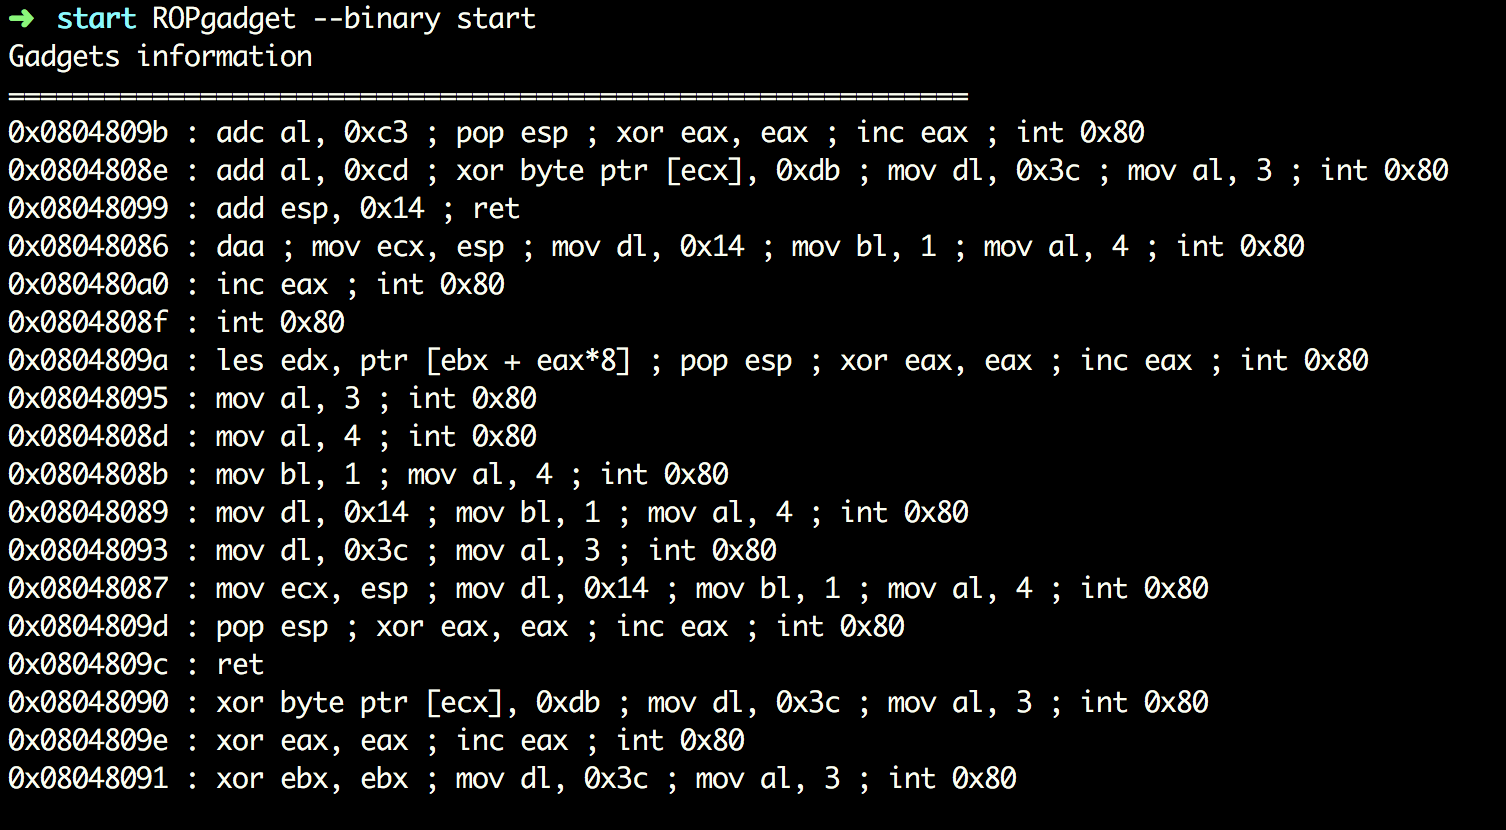 ➜ start ROPgadget --binary start
Gadgets information
============================================================
0x0804809b : adc al, 0xc3 ; pop esp ; xor eax, eax ; inc eax ; int 0x80
0x0804808e : add al, 0xcd ; xor byte ptr [ecx], 0xdb ; mov dl, 0x3c ; mov al, 3 ; int 0x80
0x08048099 : add esp, 0x14 ; ret
0x08048086 : daa ; mov ecx, esp ; mov dl, 0x14 ; mov bl, 1 ; mov al, 4 ; int 0x80
0x080480a0 : inc eax ; int 0x80
0x0804808f : int 0x80
0x0804809a : les edx, ptr [ebx + eax*8] ; pop esp ; xor eax, eax ; inc eax ; int 0x80
0x08048095 : mov al, 3 ; int 0x80
0x0804808d : mov al, 4 ; int 0x80
0x0804808b : mov bl, 1 ; mov al, 4 ; int 0x80
0x08048089 : mov dl, 0x14 ; mov bl, 1 ; mov al, 4 ; int 0x80
0x08048093 : mov dl, 0x3c ; mov al, 3 ; int 0x80
0x08048087 : mov ecx, esp ; mov dl, 0x14 ; mov bl, 1 ; mov al, 4 ; int 0x80
0x0804809d : pop esp ; xor eax, eax ; inc eax ; int 0x80
0x0804809c : ret
0x08048090 : xor byte ptr [ecx], 0xdb ; mov dl, 0x3c ; mov al, 3 ; int 0x80
0x0804809e : xor eax, eax ; inc eax ; int 0x80
0x08048091 : xor ebx, ebx ; mov dl, 0x3c ; mov al, 3 ; int 0x80